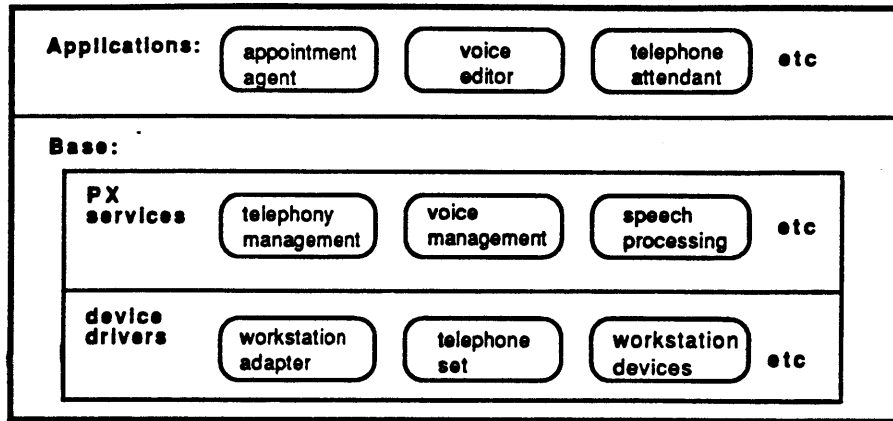 Applications:
appointment
agent
voice
editor
telephone
attendant
etc
Base:
PX
services
telephony
management
voice
management
speech
processing
etc
device
drivers
workstation
adapter
telephone
set
workstation
devices
etc